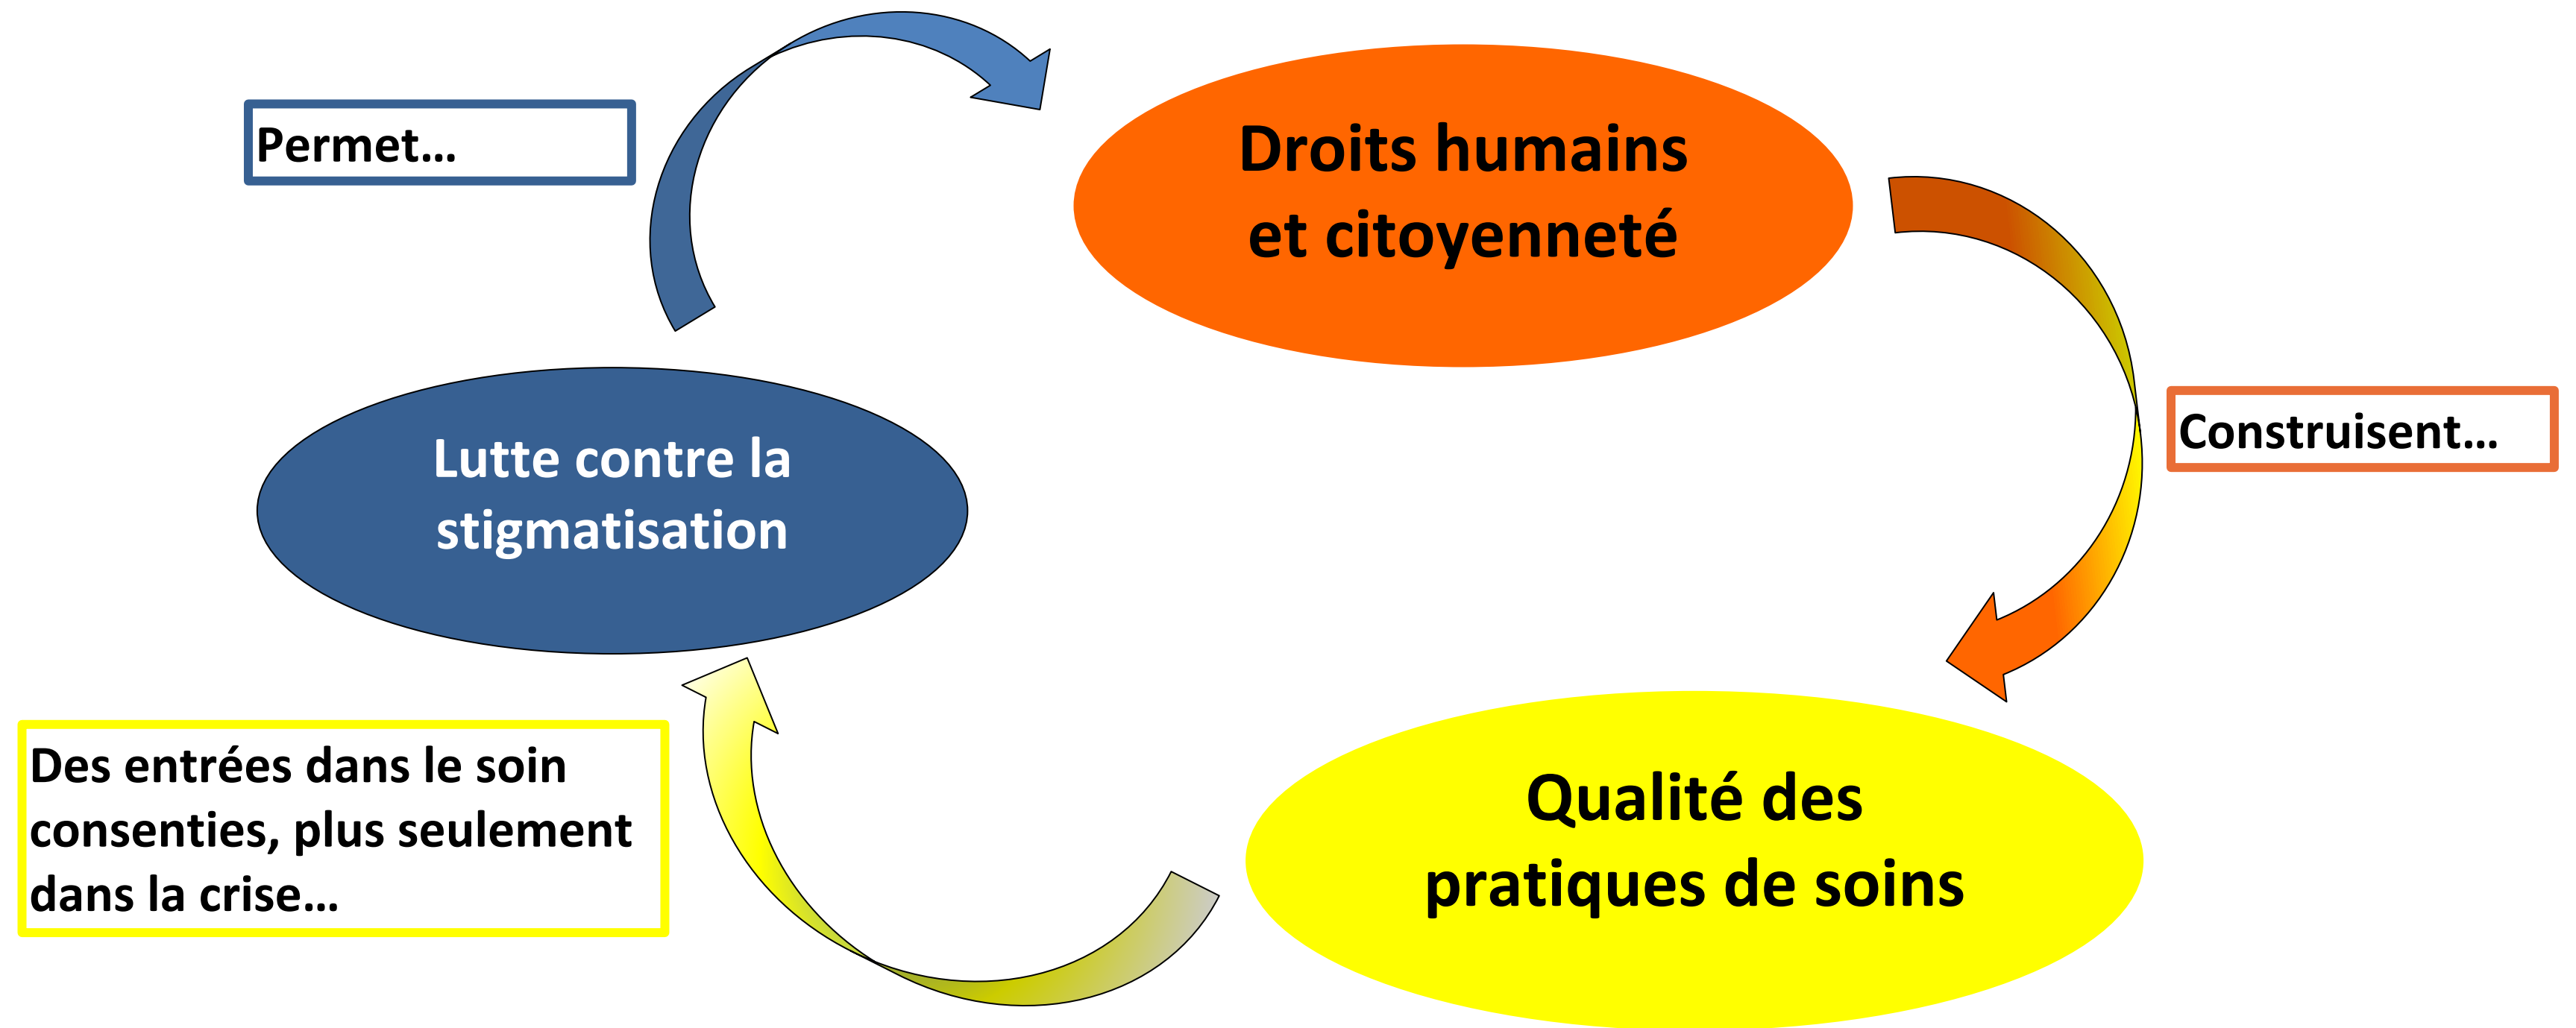 Permet…
Droits humains
et citoyenneté
Construisent…
Lutte contre la
stigmatisation
Des entrées dans le soin
consenties, plus seulement
dans la crise…
Qualité des
pratiques de soins